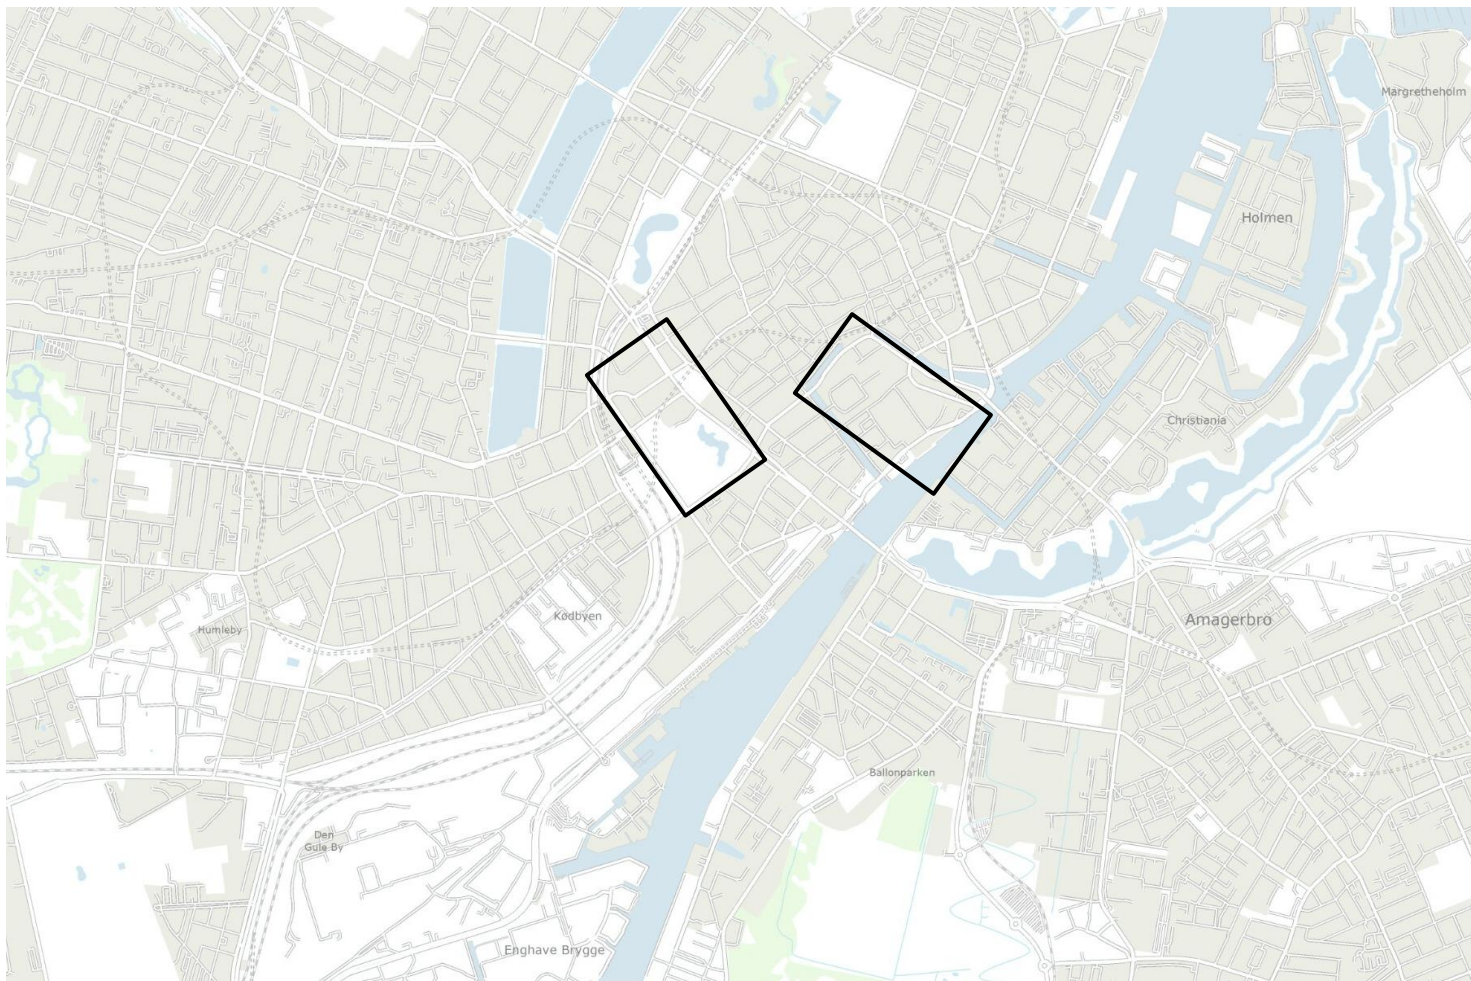 Margretheholm
Holmen
Christiania
Kødbyen
Humleby
Amagerbro
Ballonparken
Den
Gule By
Enghave Brygge